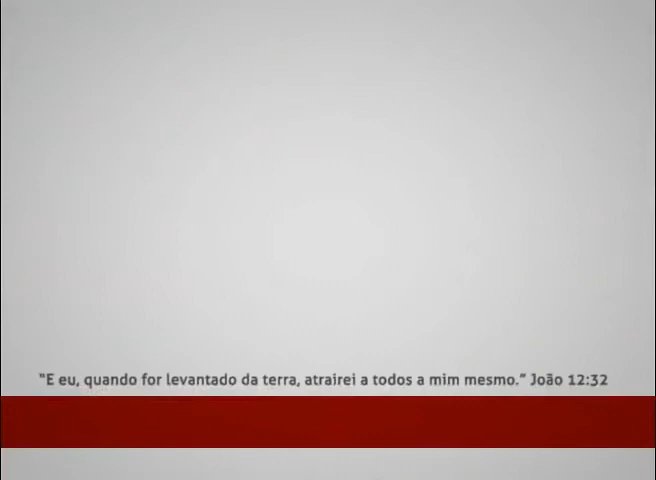 "E eu, quando for levantado da terra, atrairei a todos a mim mesmo." João 12:32